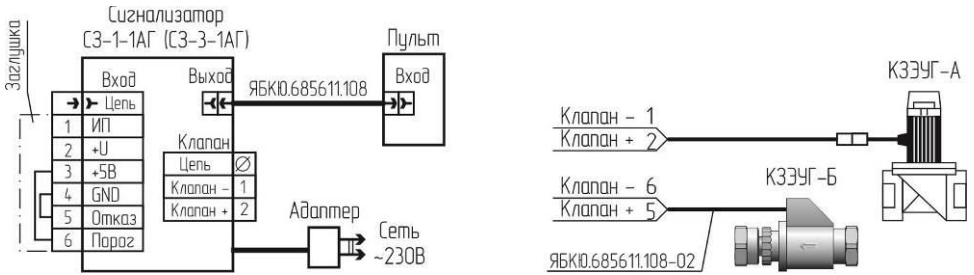 Сигнализатор
СЗ-1-1АГ (СЗ-3-1АГ)
Заглушка
Вход
Цепь
1 ИП
2 +U
3 +5В
4 GND
5 Отказ
6 Порог
Выход
Клапан
Цепь
Клапан - 1
Клапан + 2
ЯБКЮ.685611.108
Пульт
Вход
Адаптер
Сеть
~230В
Клапан - 1
Клапан + 2
КЗЭУГ-А
Клапан - 6
Клапан + 5
КЗЭУГ-Б
ЯБКЮ.685611.108-02